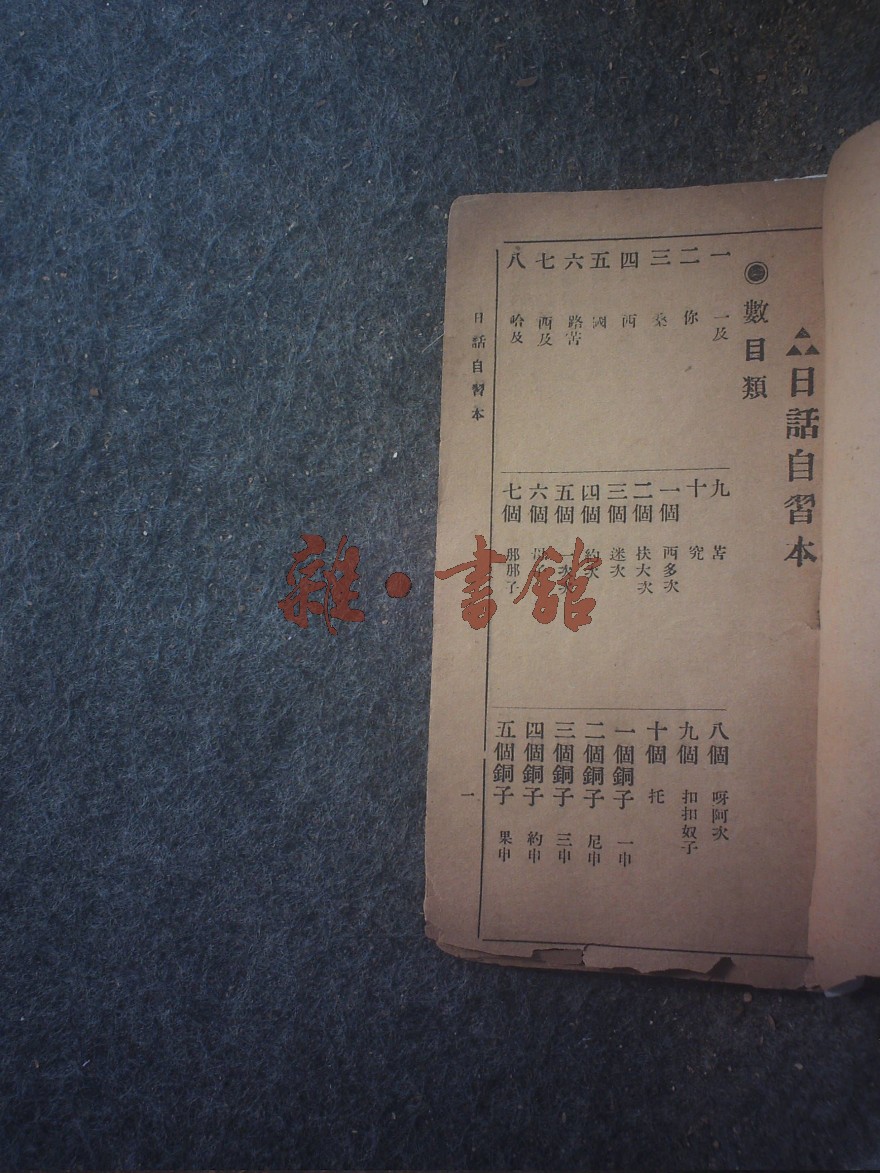 日話自習本
數目類
一 一及
二 你
三 桑
四 西
五 國
六 路苦
七 西及
八 哈及
九 苦
十 究
一個 西多次
二個 扶大次
三個 迷次
四個 約次
五個
六個
七個 那那子
八個 呀阿次
九個 扣扣奴子
十個 托
一個銅子 一申
二個銅子 尼申
三個銅子 三申
四個銅子 約申
五個銅子 果申
日話自習本
一
雜·書館